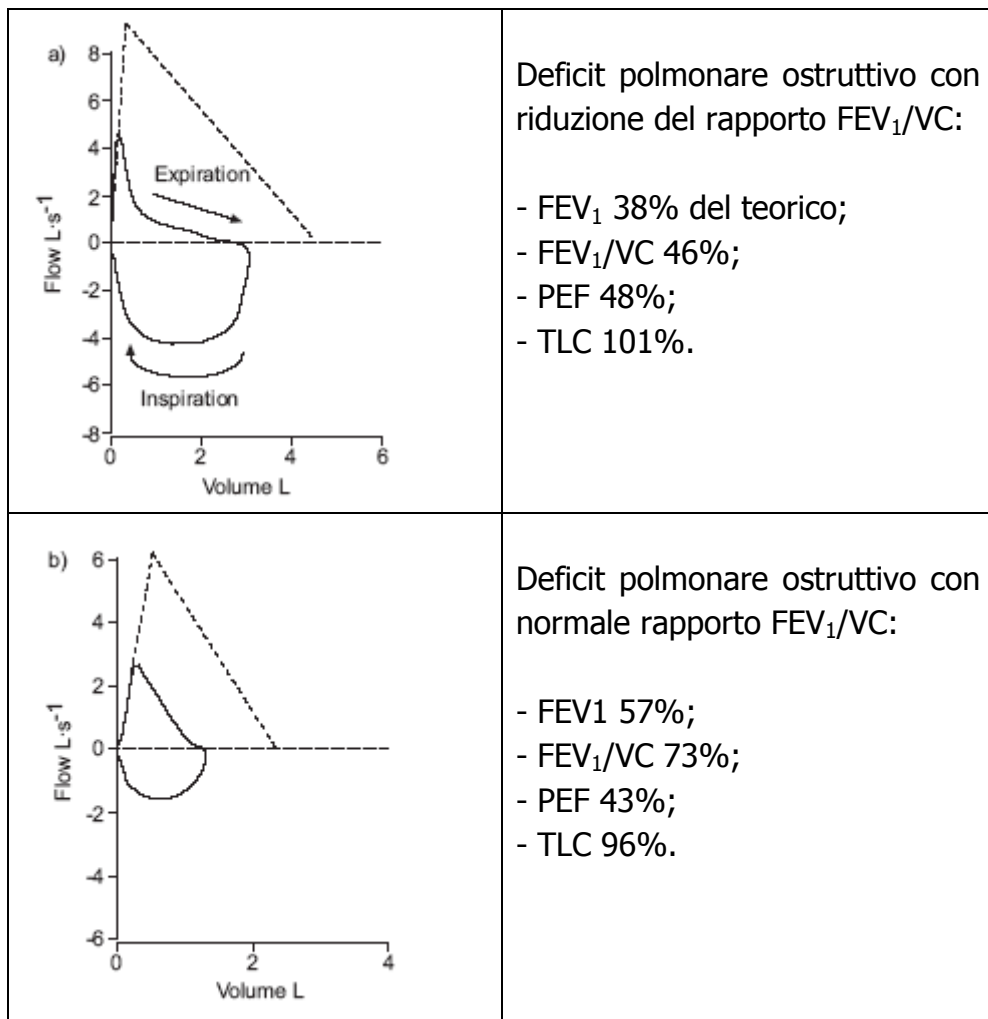 a)
8
6
4
2
0
-2
-4
-6
-8
Flow L·s⁻¹
Expiration
Inspiration
0 2 4 6
Volume L
Deficit polmonare ostruttivo con
riduzione del rapporto FEV₁/VC:
- FEV₁ 38% del teorico;
- FEV₁/VC 46%;
- PEF 48%;
- TLC 101%.
b)
6
4
2
0
-2
-4
-6
Flow L·s⁻¹
0 2 4
Volume L
Deficit polmonare ostruttivo con
normale rapporto FEV₁/VC:
- FEV1 57%;
- FEV₁/VC 73%;
- PEF 43%;
- TLC 96%.